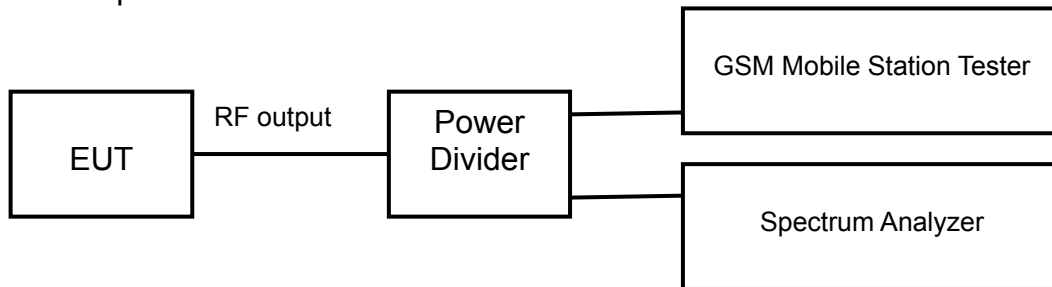 GSM Mobile Station Tester
RF output
EUT
Power
Divider
Spectrum Analyzer